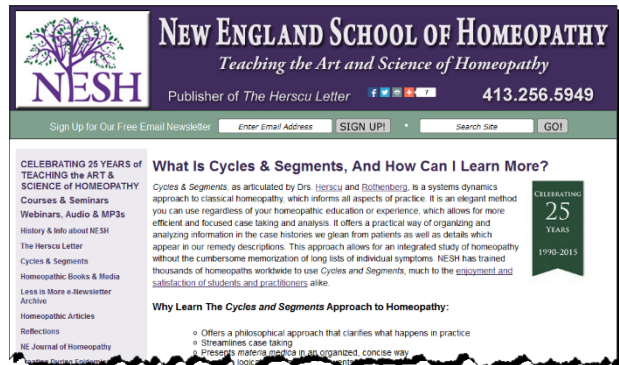 NESH
NEW ENGLAND SCHOOL OF HOMEOPATHY
Teaching the Art and Science of Homeopathy
Publisher of The Herscu Letter
7
413.256.5949
Sign Up for Our Free Email Newsletter
Enter Email Address
SIGN UP!
•
Search Site
GO!
CELEBRATING 25 YEARS of
TEACHING the ART &
SCIENCE of HOMEOPATHY
Courses & Seminars
Webinars, Audio & MP3s
History & Info about NESH
The Herscu Letter
Cycles & Segments
Homeopathic Books & Media
Less is More e-Newsletter
Archive
Homeopathic Articles
Reflections
NE Journal of Homeopathy
What Is Cycles & Segments, And How Can I Learn More?
Cycles & Segments, as articulated by Drs. Herscu and Rothenberg, is a systems dynamics
approach to classical homeopathy, which informs all aspects of practice. It is an elegant method
you can use regardless of your homeopathic education or experience, which allows for more
efficient and focused case taking and analysis. It offers a practical way of organizing and
analyzing information in the case histories we glean from patients as well as details which
appear in our remedy descriptions. This approach allows for an integrated study of homeopathy
without the cumbersome memorization of long lists of individual symptoms. NESH has trained
thousands of homeopaths worldwide to use Cycles and Segments, much to the enjoyment and
satisfaction of students and practitioners alike.
CELEBRATING
25
YEARS
1990-2015
Why Learn The Cycles and Segments Approach to Homeopathy:
Offers a philosophical approach that clarifies what happens in practice
Streamlines case taking
Presents materia medica in an organized, concise way